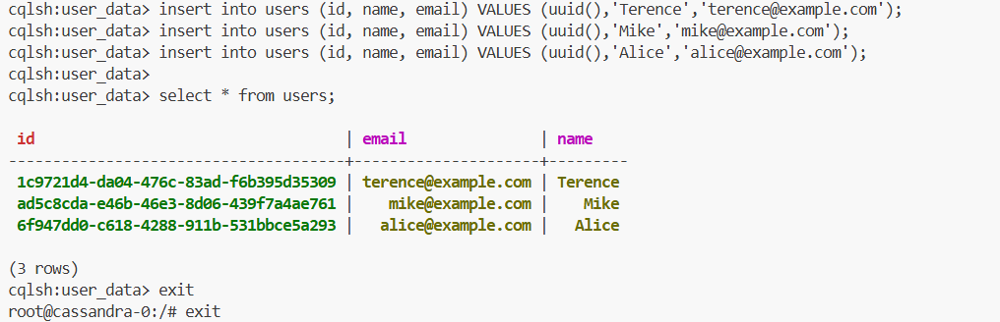 cqlsh:user_data> insert into users (id, name, email) VALUES (uuid(),'Terence','terence@example.com');
cqlsh:user_data> insert into users (id, name, email) VALUES (uuid(),'Mike','mike@example.com');
cqlsh:user_data> insert into users (id, name, email) VALUES (uuid(),'Alice','alice@example.com');
cqlsh:user_data>
cqlsh:user_data> select * from users;
 id                                   | email               | name
--------------------------------------+---------------------+---------
 1c9721d4-da04-476c-83ad-f6b395d35309 | terence@example.com | Terence
 ad5c8cda-e46b-46e3-8d06-439f7a4ae761 |    mike@example.com |    Mike
 6f947dd0-c618-4288-911b-531bbce5a293 |   alice@example.com |   Alice
(3 rows)
cqlsh:user_data> exit
root@cassandra-0:/# exit